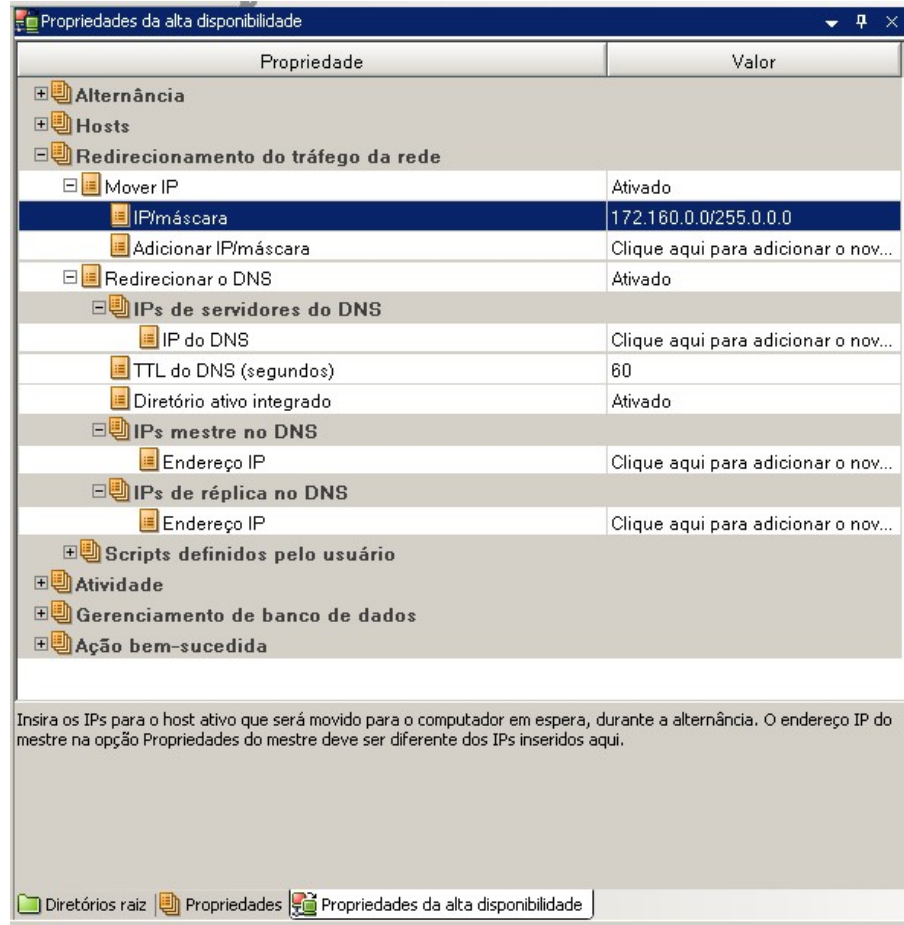 Propriedades da alta disponibilidade
Propriedade Valor
Alternância
Hosts
Redirecionamento do tráfego da rede
Mover IP Ativado
IP/máscara 172.160.0.0/255.0.0.0
Adicionar IP/máscara Clique aqui para adicionar o nov...
Redirecionar o DNS Ativado
IPs de servidores do DNS
IP do DNS Clique aqui para adicionar o nov...
TTL do DNS (segundos) 60
Diretório ativo integrado Ativado
IPs mestre no DNS
Endereço IP Clique aqui para adicionar o nov...
IPs de réplica no DNS
Endereço IP Clique aqui para adicionar o nov...
Scripts definidos pelo usuário
Atividade
Gerenciamento de banco de dados
Ação bem-sucedida
Insira os IPs para o host ativo que será movido para o computador em espera, durante a alternância. O endereço IP do
mestre na opção Propriedades do mestre deve ser diferente dos IPs inseridos aqui.
Diretórios raiz Propriedades Propriedades da alta disponibilidade